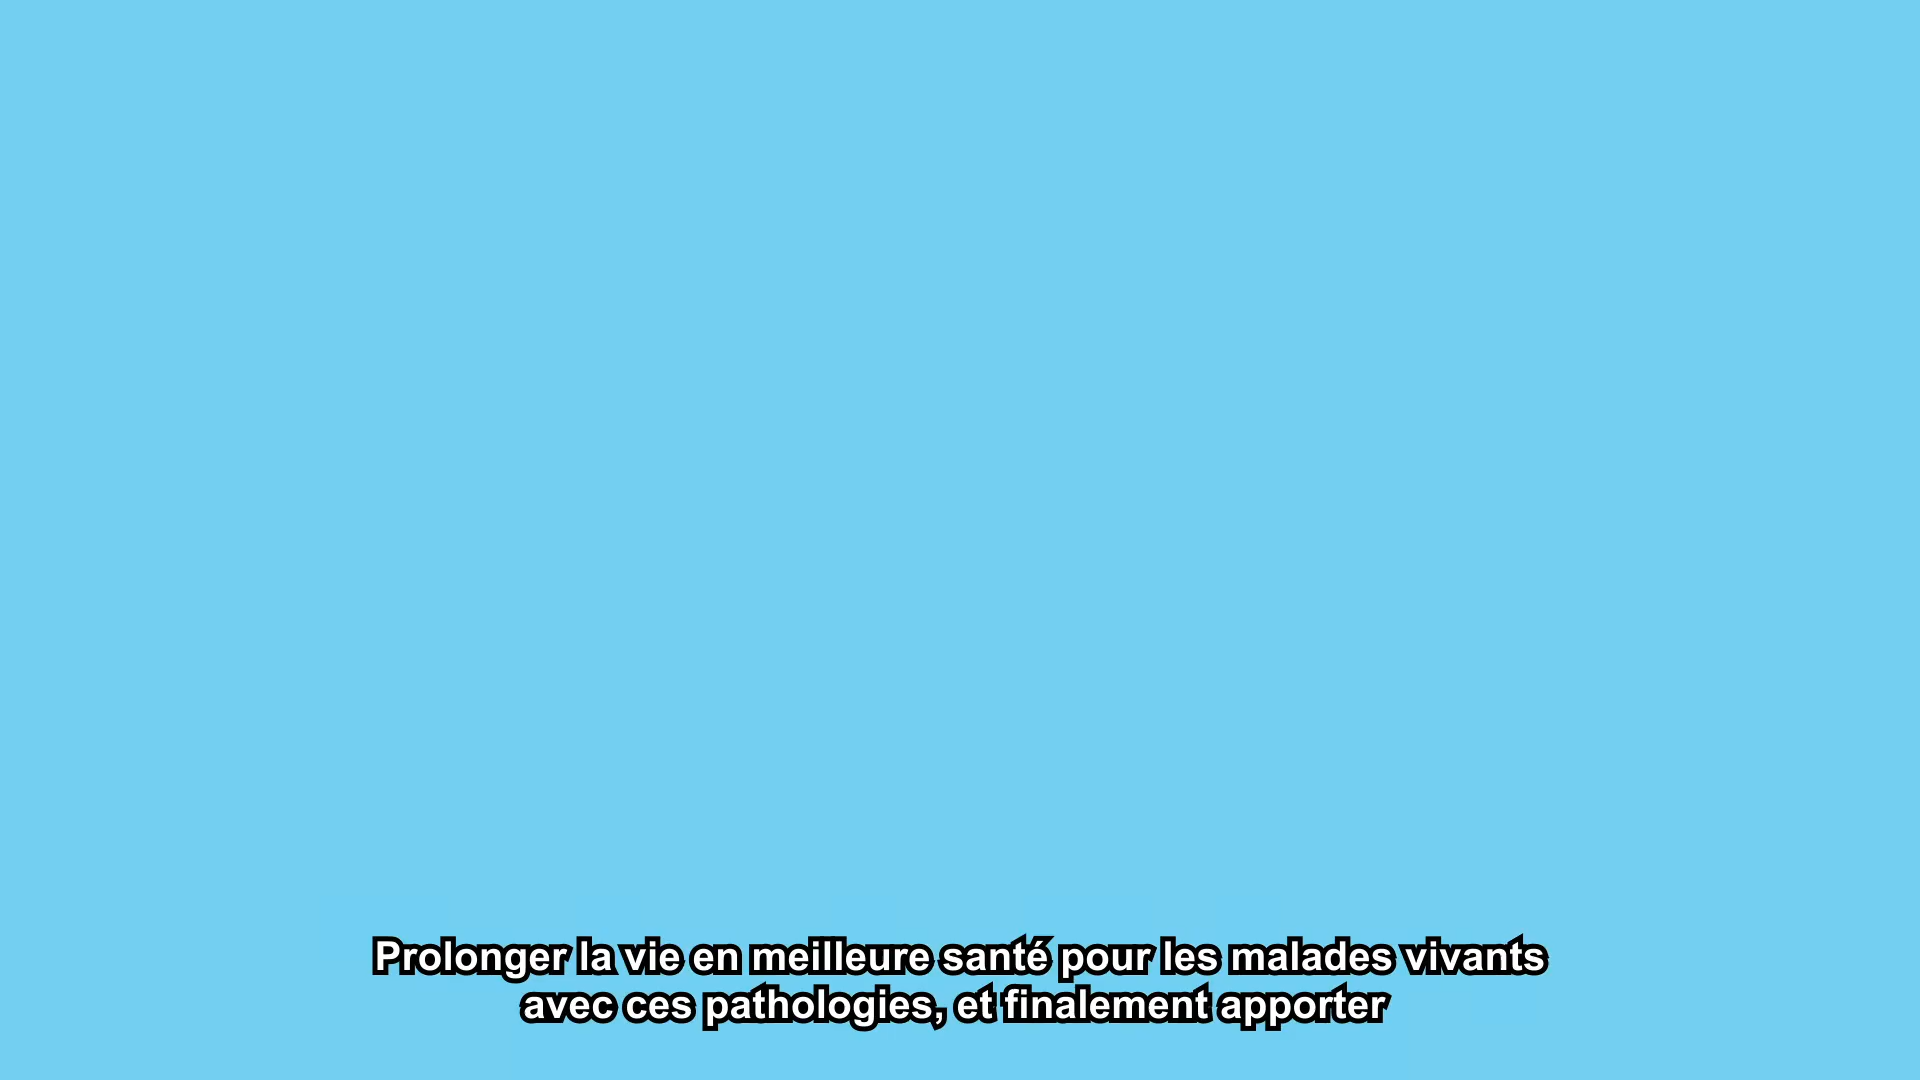 Prolonger la vie en meilleure santé pour les malades vivants
avec ces pathologies, et finalement apporter